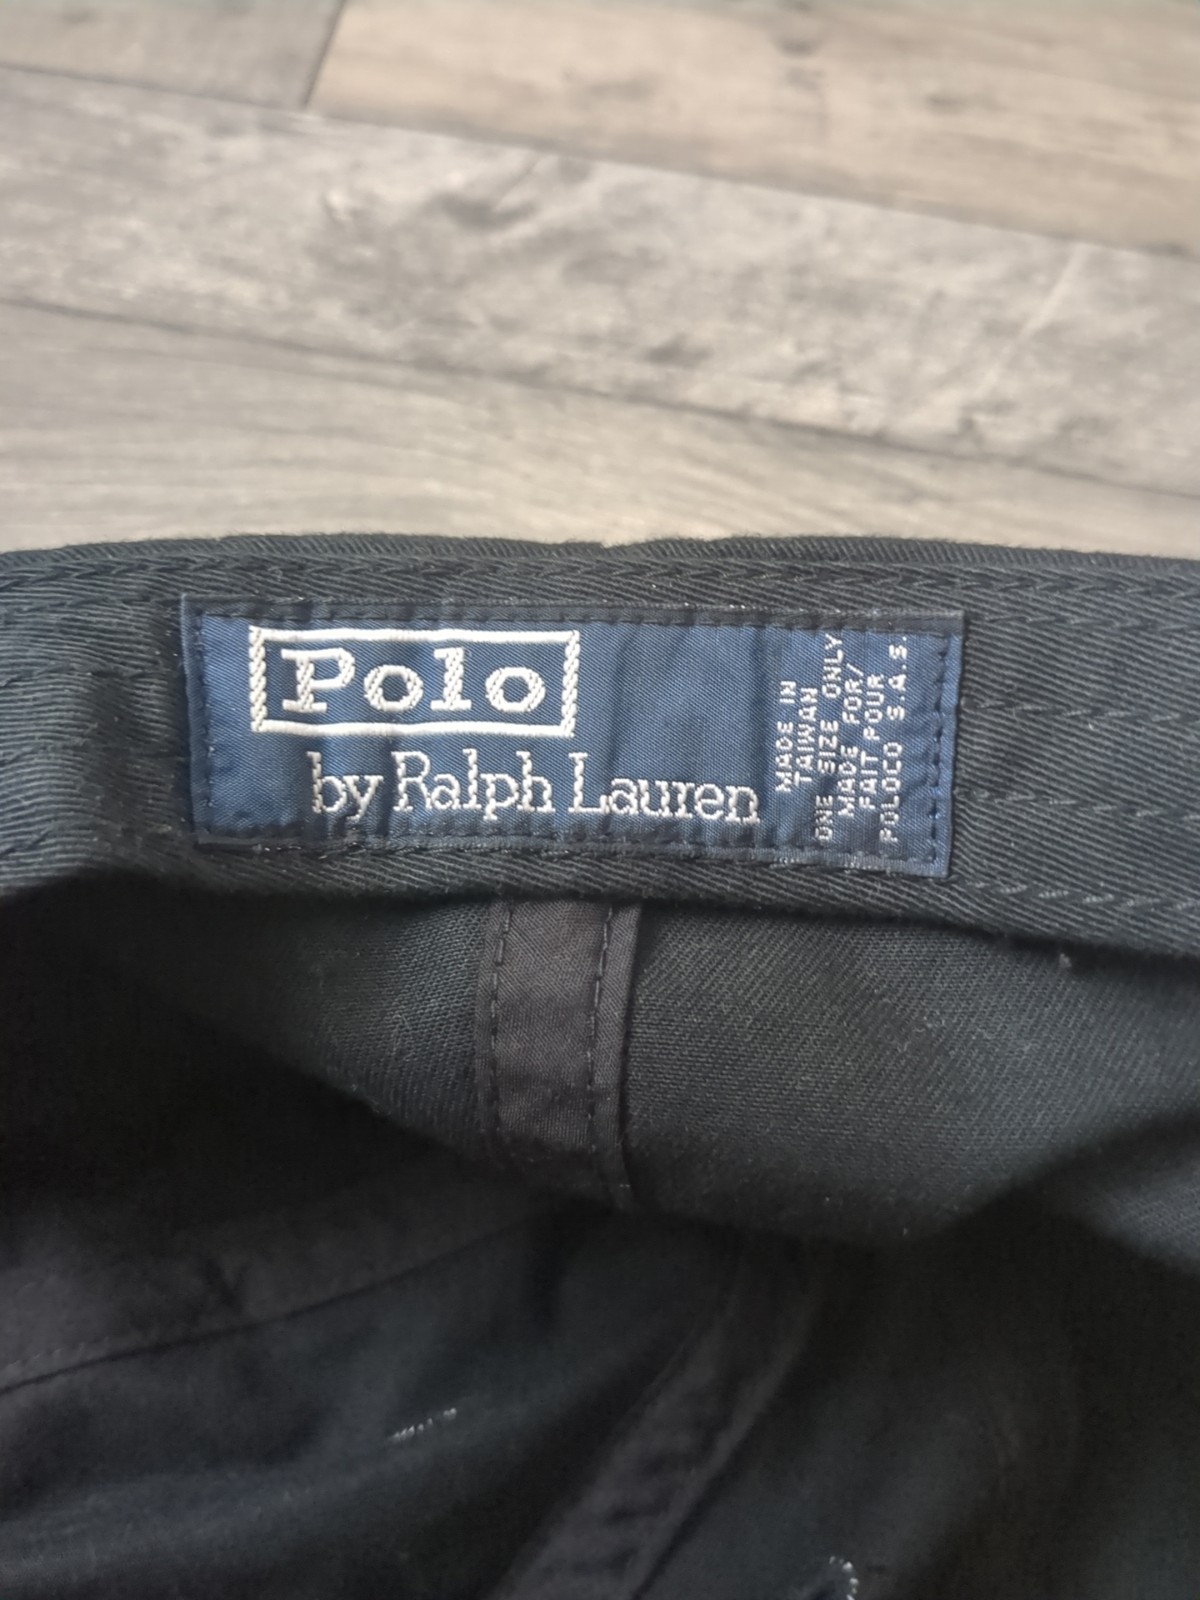 Polo
by Ralph Lauren
MADE IN
TAIWAN
ONE SIZE ONLY
MADE FOR/
FAIT POUR
POLOCO S.A.S.